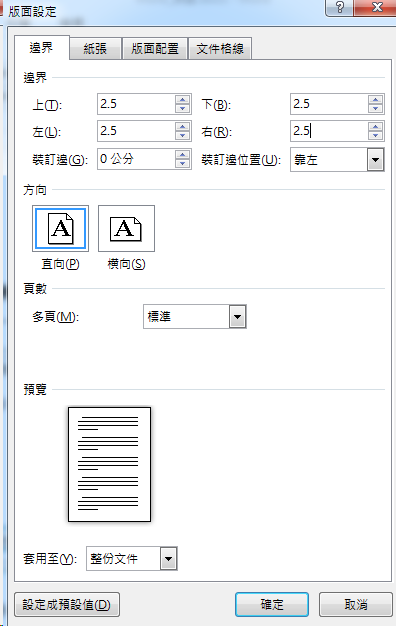 版面設定
邊界 紙張 版面配置 文件格線
邊界
上(T): 2.5 下(B): 2.5
左(L): 2.5 右(R): 2.5
裝訂邊(G): 0 公分 裝訂邊位置(U): 靠左
方向
A A
直向(P) 橫向(S)
頁數
多頁(M): 標準
預覽
套用至(Y): 整份文件
設定成預設值(D) 確定 取消